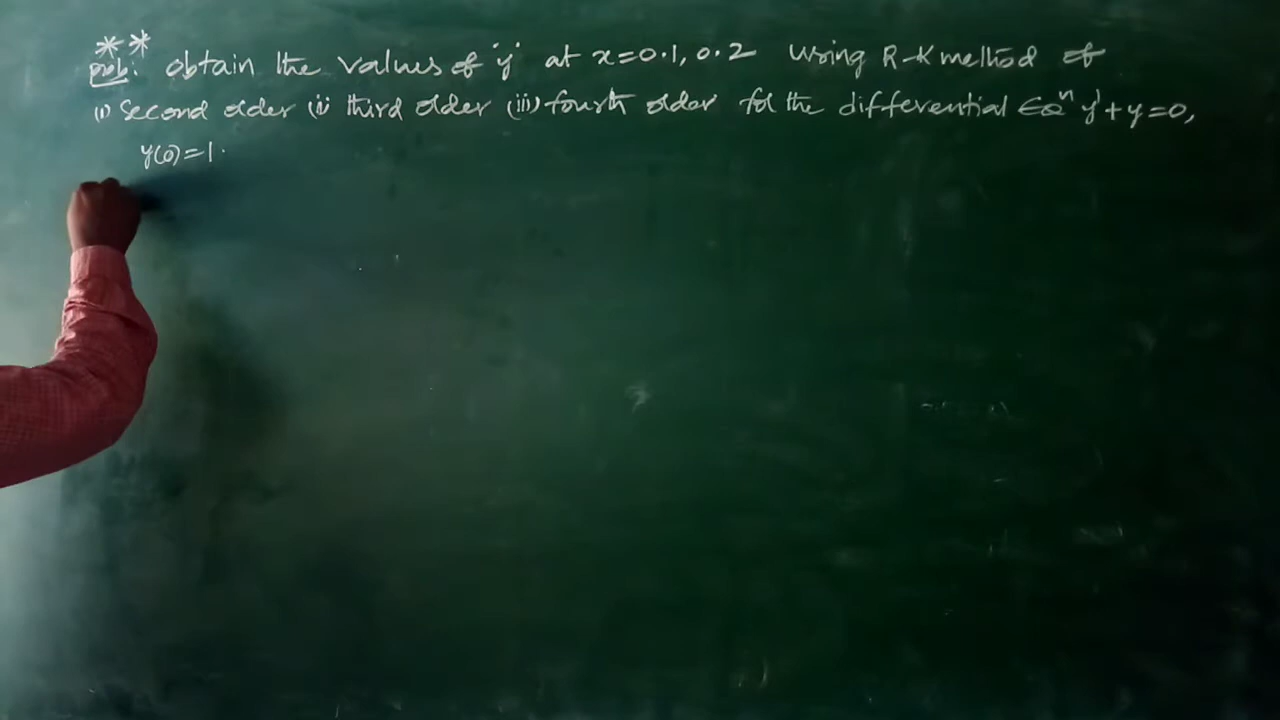 **
prob: obtain the values of 'y' at x=0.1, 0.2 using R-K method of
(i) second order (ii) third order (iii) fourth order for the differential Eqⁿ y'+y=0,
y(0)=1.